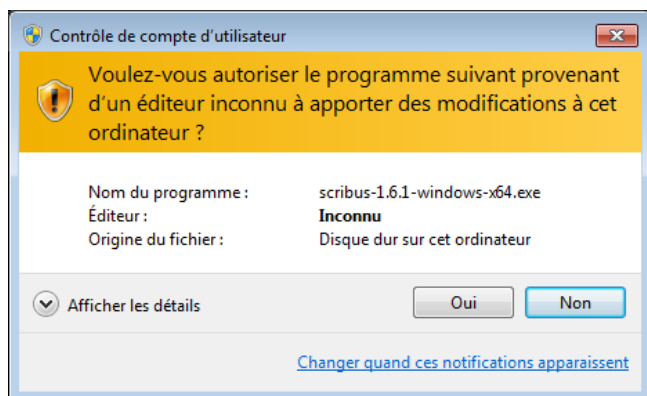 Contrôle de compte d'utilisateur
Voulez-vous autoriser le programme suivant provenant
d'un éditeur inconnu à apporter des modifications à cet
ordinateur ?
Nom du programme : scribus-1.6.1-windows-x64.exe
Éditeur : Inconnu
Origine du fichier : Disque dur sur cet ordinateur
Afficher les détails Oui Non
Changer quand ces notifications apparaissent